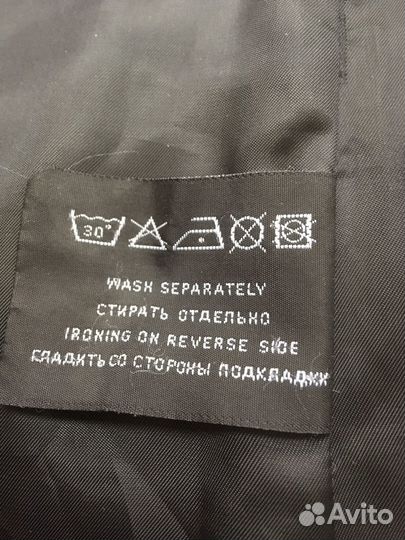 30°
WASH SEPARATELY
СТИРАТЬ ОТДЕЛЬНО
IRONING ON REVERSE SIDE
ГЛАДИТЬ СО СТОРОНЫ ПОДКЛАДКИ
Avito